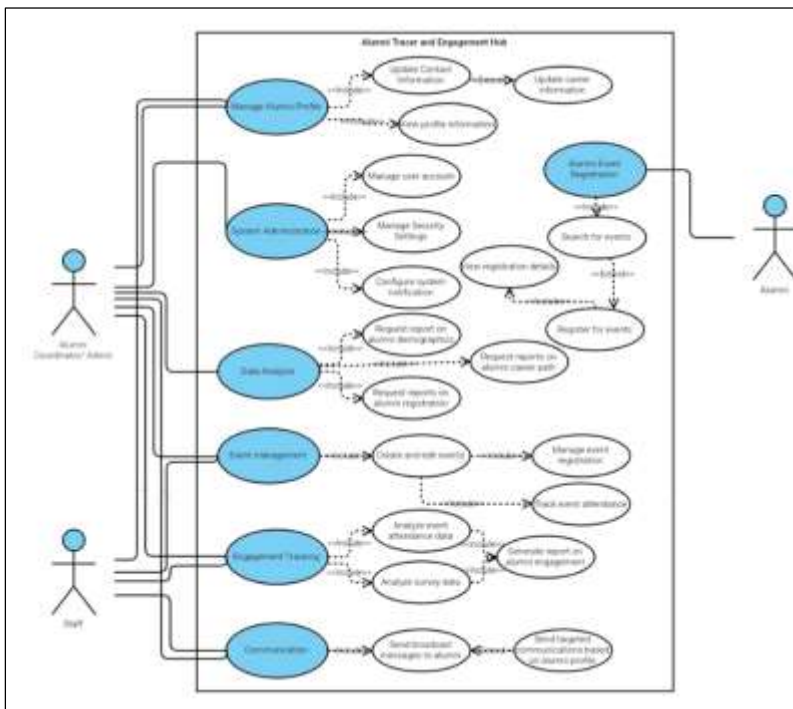 Alumni Tracer and Engagement Hub
Update Contact
Information
Update career
information
Manage Alumni Profile
<<Include>>
View profile information
Manage user account
Alumni Event
Registration
<<Include>>
<<Include>>
System Administration
Manage Security
Settings
Search for events
View registration details
<<Include>>
Configure system
notification
Alumni
Alumni
Coordinator/ Admin
Register for events
Request report on
alumni demographics
Data Analysis
Request reports on
alumni career path
Request reports on
alumni registration
Event management
Create and edit events
Manage event
registration
Track event attendance
Analyze event
attendance data
Engagement Tracking
Generate report on
alumni engagement
Analyze survey data
Staff
Communication
Send broadcast
messages to alumni
Send targeted
communications based
on alumni profile